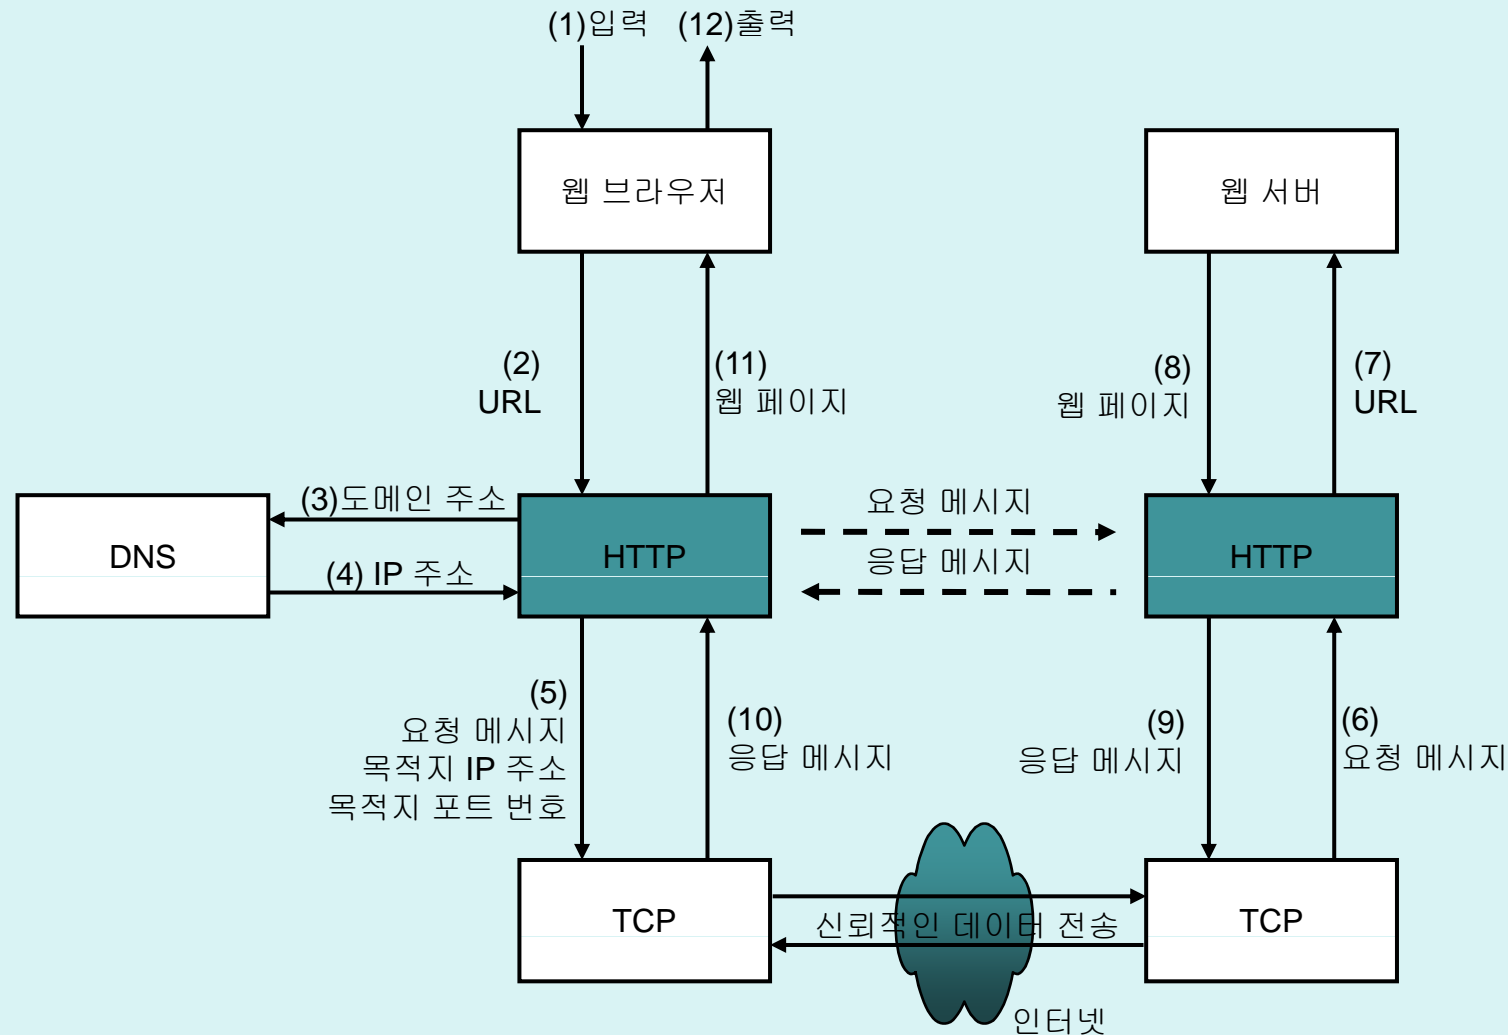 (1)입력
(12)출력
웹 브라우저
웹 서버
(2)
URL
(11)
웹 페이지
(8)
웹 페이지
(7)
URL
(3)도메인 주소
요청 메시지
DNS
HTTP
HTTP
응답 메시지
(4) IP 주소
(5)
요청 메시지
목적지 IP 주소
목적지 포트 번호
(10)
응답 메시지
(9)
응답 메시지
(6)
요청 메시지
TCP
신뢰적인 데이터 전송
TCP
인터넷